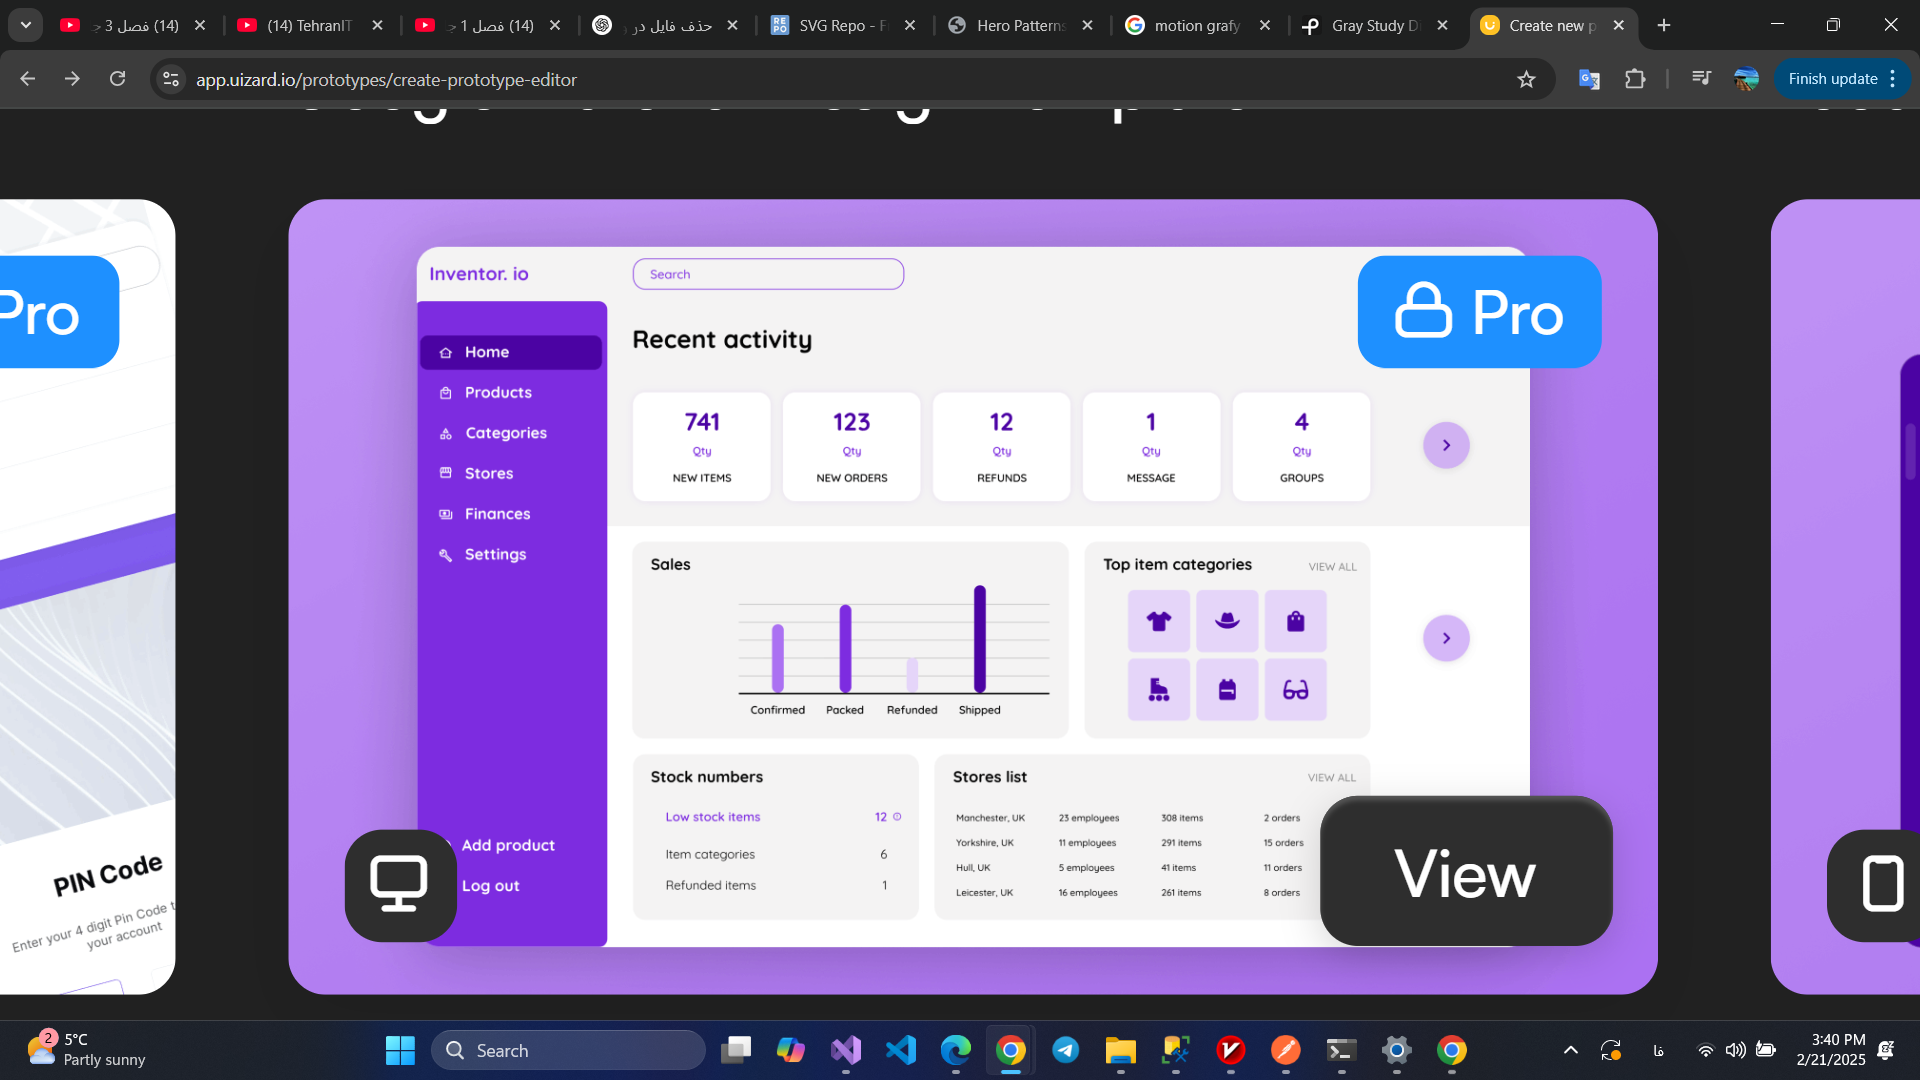 (14) فصل 3 ج
(14) TehranIT
(14) فصل 1 ج
حذف فایل در
SVG Repo - F
Hero Patterns
motion grafy
Gray Study D
Create new p
app.uizard.io/prototypes/create-prototype-editor
Finish update
Pro
PIN Code
Enter your 4 digit Pin Code t
your account
Inventor. io
Search
Pro
Home
Products
Categories
Stores
Finances
Settings
Add product
Log out
Recent activity
741
Qty
NEW ITEMS
123
Qty
NEW ORDERS
12
Qty
REFUNDS
1
Qty
MESSAGE
4
Qty
GROUPS
Sales
Confirmed Packed Refunded Shipped
Top item categories VIEW ALL
Stock numbers
Low stock items 12
Item categories 6
Refunded items 1
Stores list VIEW ALL
Manchester, UK 23 employees 308 items 2 orders
Yorkshire, UK 11 employees 291 items 15 orders
Hull, UK 5 employees 41 items 11 orders
Leicester, UK 16 employees 261 items 8 orders
View
2
5°C
Partly sunny
Search
فا
3:40 PM
2/21/2025